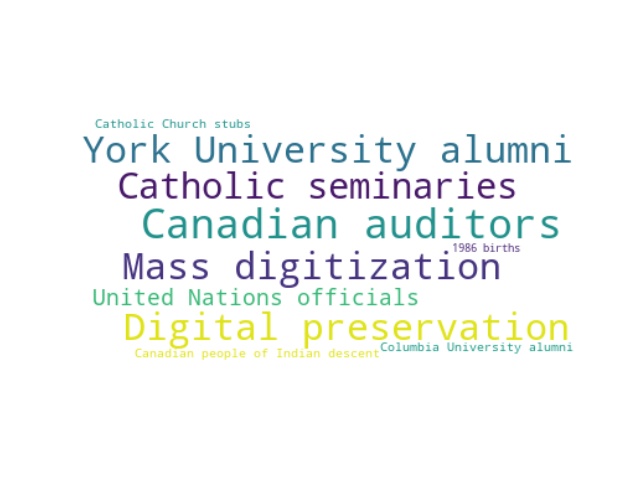 Catholic Church stubs
York University alumni
Catholic seminaries
Canadian auditors
1986 births
Mass digitization
United Nations officials
Digital preservation
Columbia University alumni
Canadian people of Indian descent